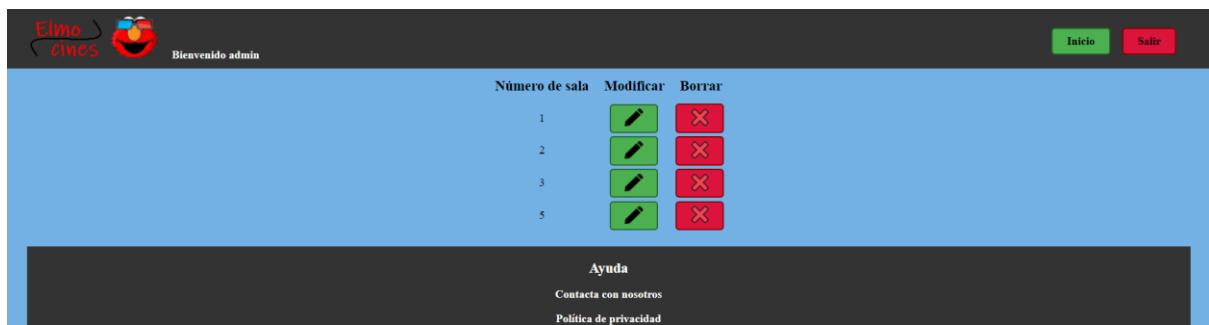 Elmo
cines
Bienvenido admin
Inicio
Salir
Número de sala Modificar Borrar
1
2
3
5
Ayuda
Contacta con nosotros
Política de privacidad